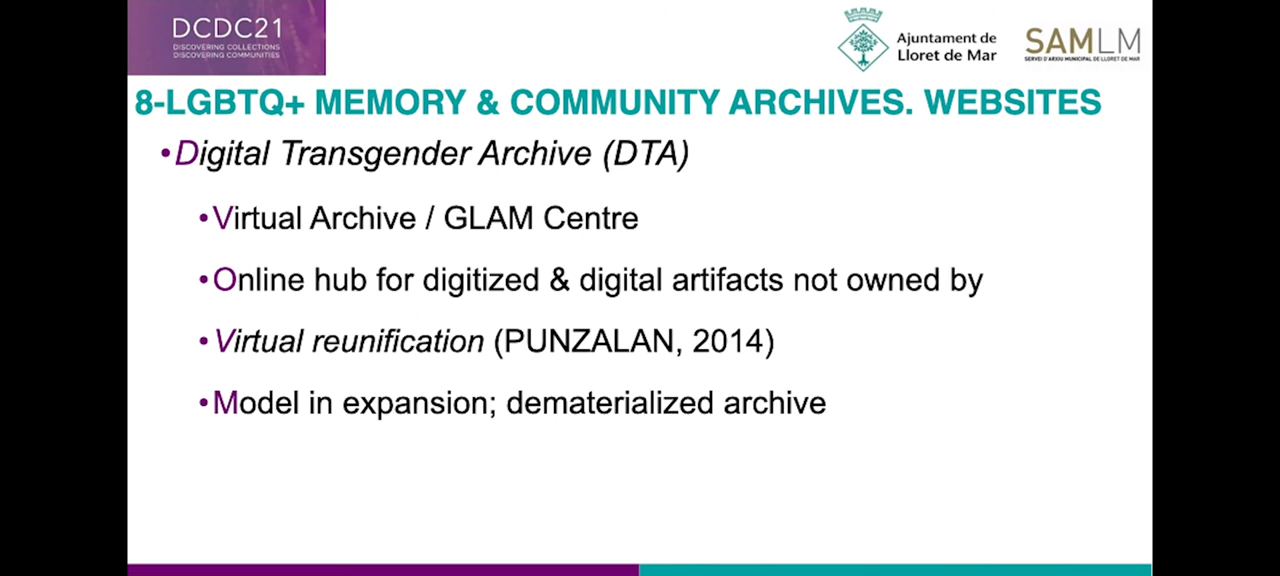 DCDC21
DISCOVERING COLLECTIONS
DISCOVERING COMMUNITIES
Ajuntament de
Lloret de Mar
SAMLM
SERVEI D'ARXIU MUNICIPAL DE LLORET DE MAR
8-LGBTQ+ MEMORY & COMMUNITY ARCHIVES. WEBSITES
•Digital Transgender Archive (DTA)
•Virtual Archive / GLAM Centre
•Online hub for digitized & digital artifacts not owned by
•Virtual reunification (PUNZALAN, 2014)
•Model in expansion; dematerialized archive